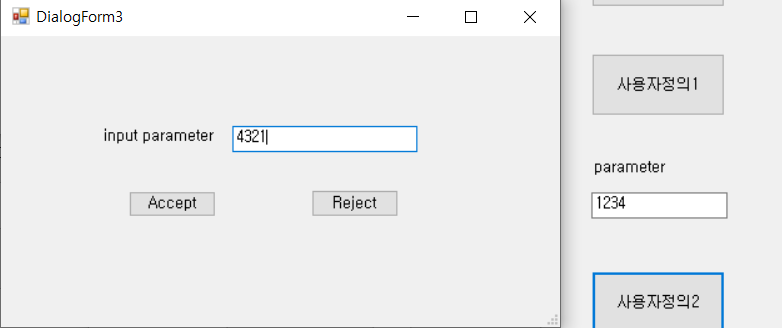 DialogForm3
input parameter 4321
Accept Reject
사용자정의1
parameter
1234
사용자정의2